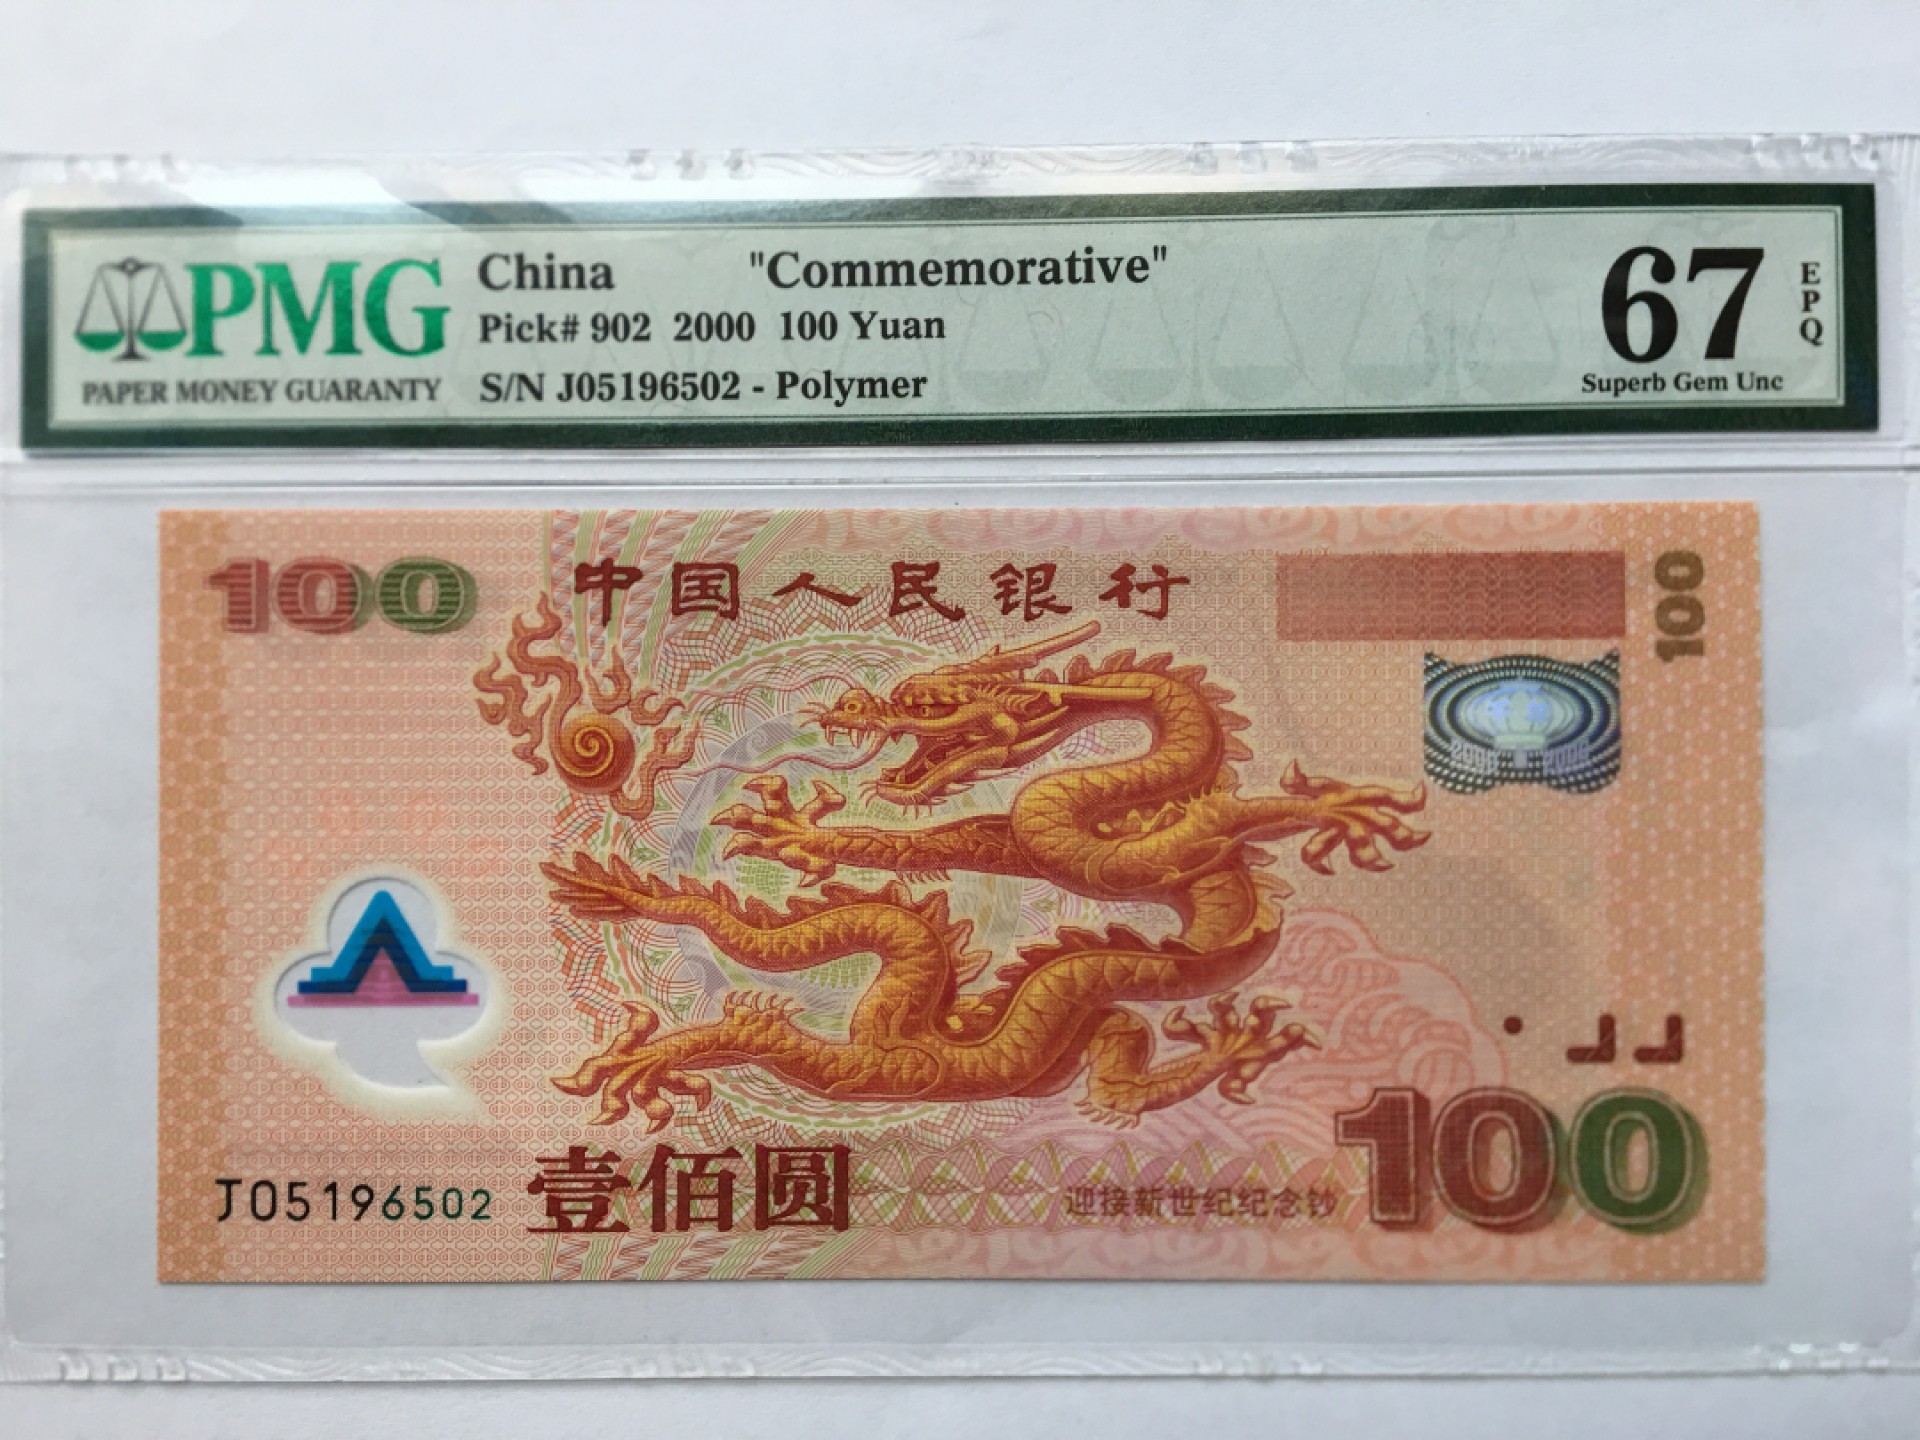 PMG
PAPER MONEY GUARANTY
China "Commemorative"
Pick# 902 2000 100 Yuan
S/N J05196502 - Polymer
67
EPQ
Superb Gem Unc
100
中国人民银行
100
2000 2000
J05196502
壹佰圆
迎接新世纪纪念钞
100